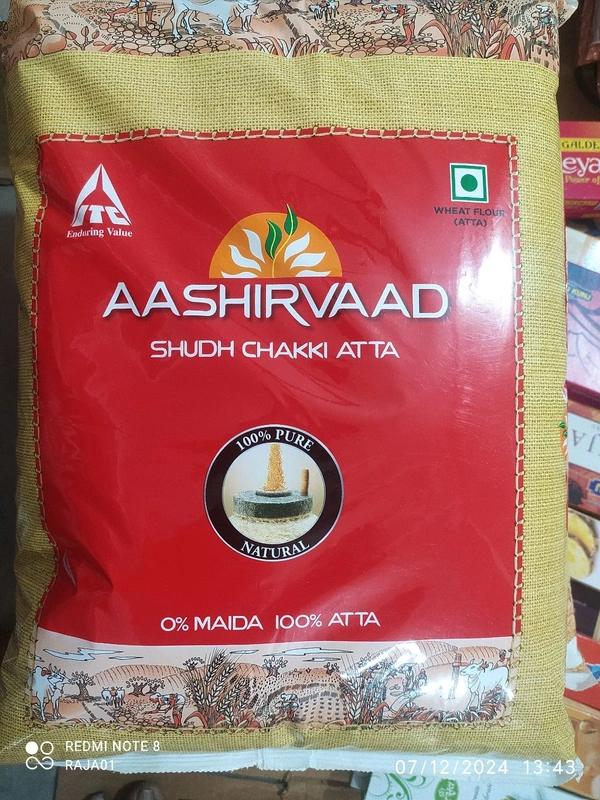 ITC
Enduring Value
WHEAT FLOUR
(ATTA)
AASHIRVAAD
SHUDH CHAKKI ATTA
100% PURE
NATURAL
0% MAIDA 100% ATTA
REDMI NOTE 8
RAJA01
07/12/2024 13:43